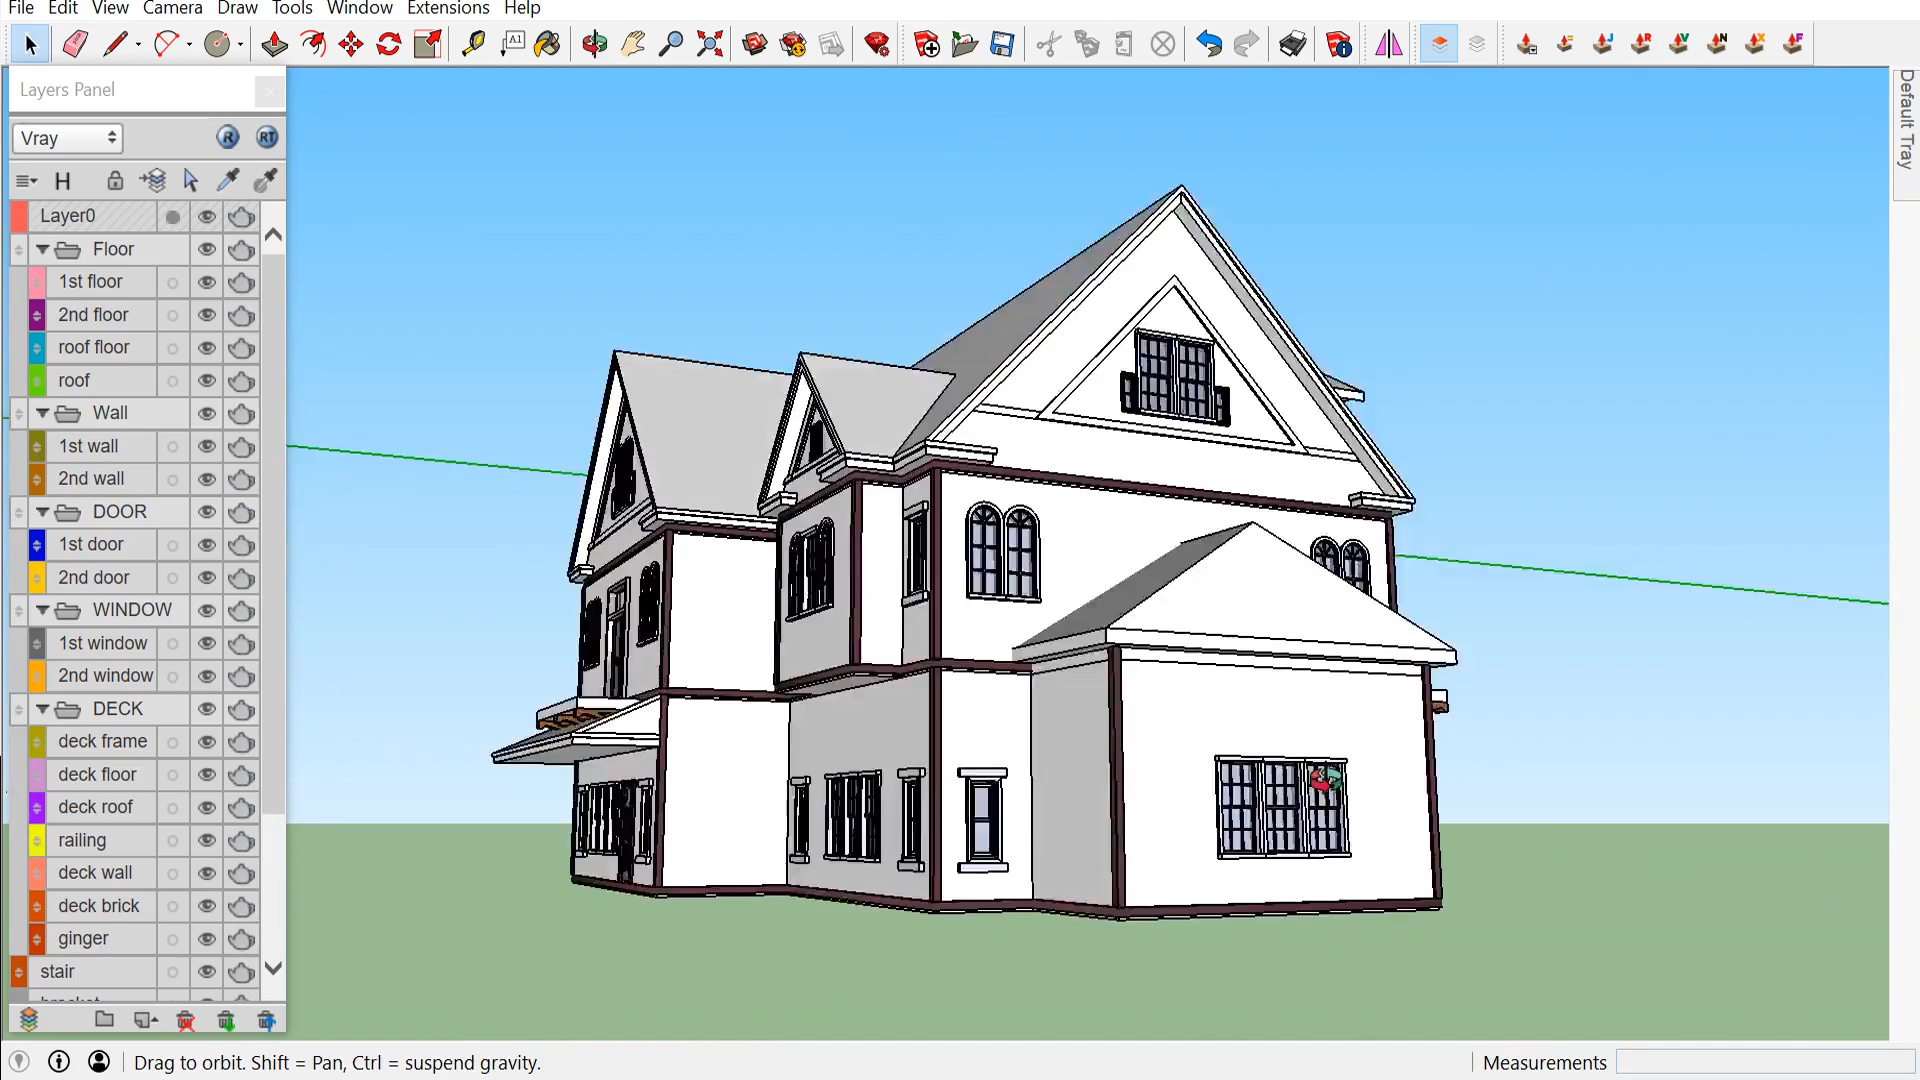 File Edit View Camera Draw Tools Window Extensions Help
A1
J R V N X F
Layers Panel
Default Tray
Vray
R RT
H
Layer0
Floor
1st floor
2nd floor
roof floor
roof
Wall
1st wall
2nd wall
DOOR
1st door
2nd door
WINDOW
1st window
2nd window
DECK
deck frame
deck floor
deck roof
railing
deck wall
deck brick
ginger
stair
bracket
Drag to orbit. Shift = Pan, Ctrl = suspend gravity.
Measurements